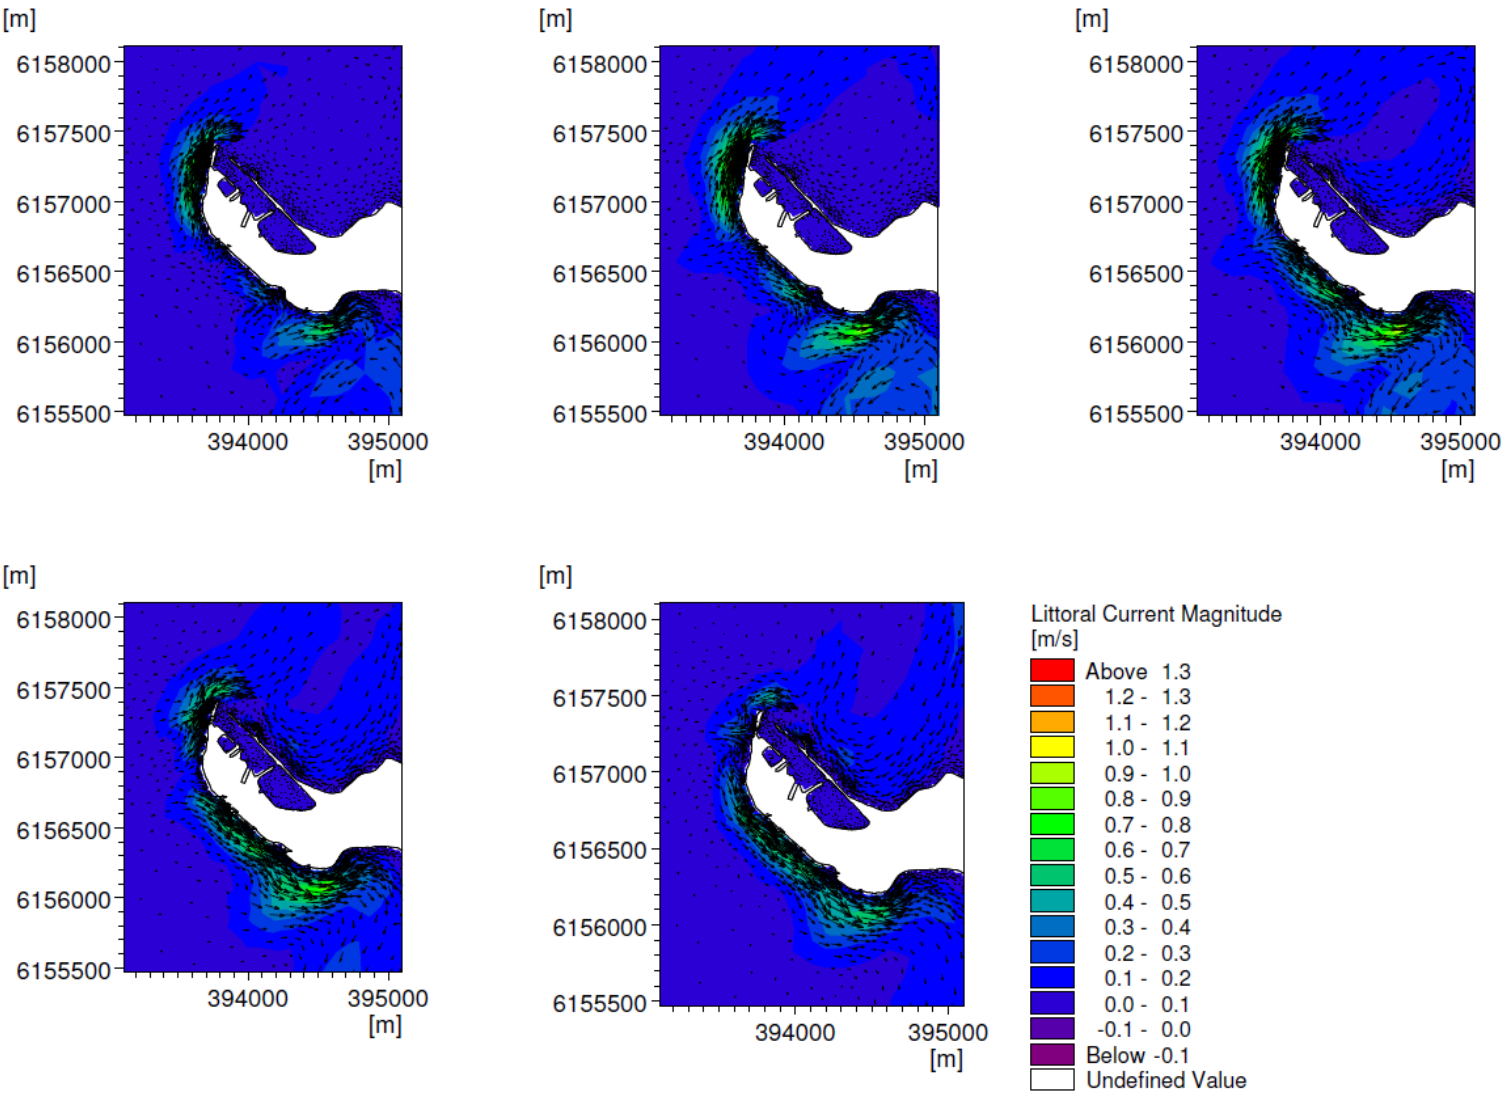 [m]
6158000
6157500
6157000
6156500
6156000
6155500
394000 395000
[m]
[m]
6158000
6157500
6157000
6156500
6156000
6155500
394000 395000
[m]
[m]
6158000
6157500
6157000
6156500
6156000
6155500
394000 395000
[m]
[m]
6158000
6157500
6157000
6156500
6156000
6155500
394000 395000
[m]
[m]
6158000
6157500
6157000
6156500
6156000
6155500
394000 395000
[m]
Littoral Current Magnitude
[m/s]
Above 1.3
1.2 - 1.3
1.1 - 1.2
1.0 - 1.1
0.9 - 1.0
0.8 - 0.9
0.7 - 0.8
0.6 - 0.7
0.5 - 0.6
0.4 - 0.5
0.3 - 0.4
0.2 - 0.3
0.1 - 0.2
0.0 - 0.1
-0.1 - 0.0
Below -0.1
Undefined Value